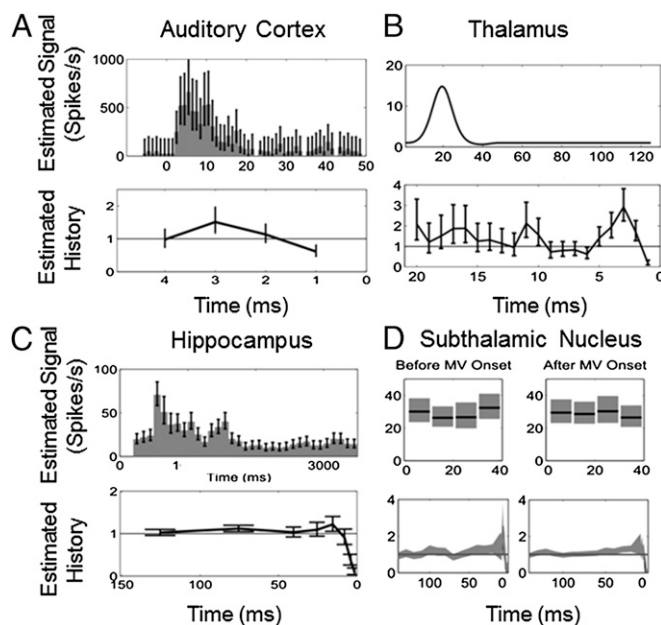 A
Auditory Cortex
Estimated Signal
(Spikes/s)
1000
500
0
0 10 20 30 40 50
Estimated
History
2
1
0
4 3 2 1 0
Time (ms)
B
Thalamus
20
10
0
20 40 60 80 100 120
4
3
2
1
0
20 15 10 5 0
Time (ms)
C
Hippocampus
Estimated Signal
(Spikes/s)
100
50
0
0 1 3000
Time (ms)
Estimated
History
2
1
0
150 100 50 0
Time (ms)
D
Subthalamic Nucleus
Before MV Onset
After MV Onset
40
20
0
0 20 40
40
20
0
0 20 40
4
2
0
100 50 0
4
2
0
100 50 0
Time (ms)